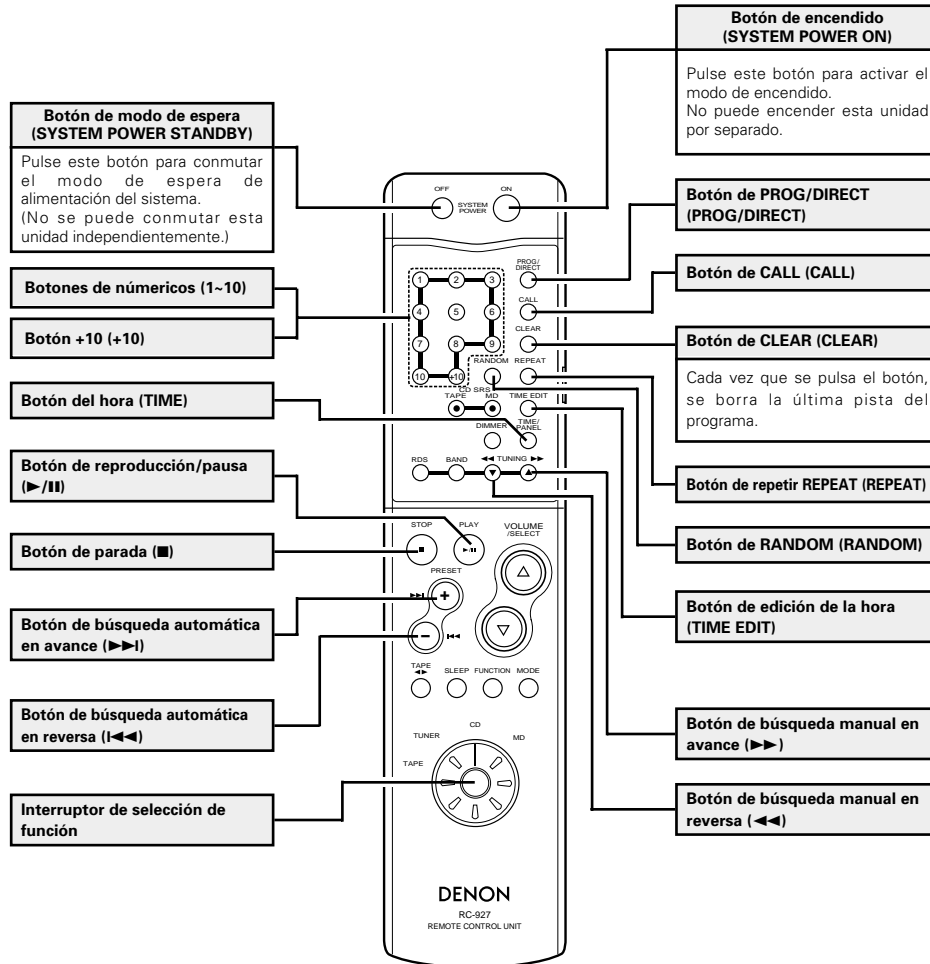 Botón de encendido
(SYSTEM POWER ON)
Pulse este botón para activar el
modo de encendido.
No puede encender esta unidad
por separado.
Botón de modo de espera
(SYSTEM POWER STANDBY)
Pulse este botón para conmutar
el modo de espera de
alimentación del sistema.
(No se puede conmutar esta
unidad independientemente.)
Botones de númericos (1~10)
Botón +10 (+10)
Botón del hora (TIME)
Botón de reproducción/pausa
(►/II)
Botón de parada (■)
Botón de búsqueda automática
en avance (►►I)
Botón de búsqueda automática
en reversa (I◄◄)
Interruptor de selección de
función
OFF
ON
SYSTEM
POWER
PROG/
DIRECT
1 2 3
CALL
4 5 6
CLEAR
7 8 9
RANDOM REPEAT
10 +10
CD SRS
TAPE MD TIME EDIT
DIMMER TIME/
PANEL
RDS BAND ◄◄ TUNING ►►
▼ ▲
STOP PLAY VOLUME
/SELECT
■ ►/II
PRESET
►►I +
− I◄◄
TAPE
◄► SLEEP FUNCTION MODE
CD
TUNER MD
TAPE
DENON
RC-927
REMOTE CONTROL UNIT
Botón de PROG/DIRECT
(PROG/DIRECT)
Botón de CALL (CALL)
Botón de CLEAR (CLEAR)
Cada vez que se pulsa el botón,
se borra la última pista del
programa.
Botón de repetir REPEAT (REPEAT)
Botón de RANDOM (RANDOM)
Botón de edición de la hora
(TIME EDIT)
Botón de búsqueda manual en
avance (►►)
Botón de búsqueda manual en
reversa (◄◄)